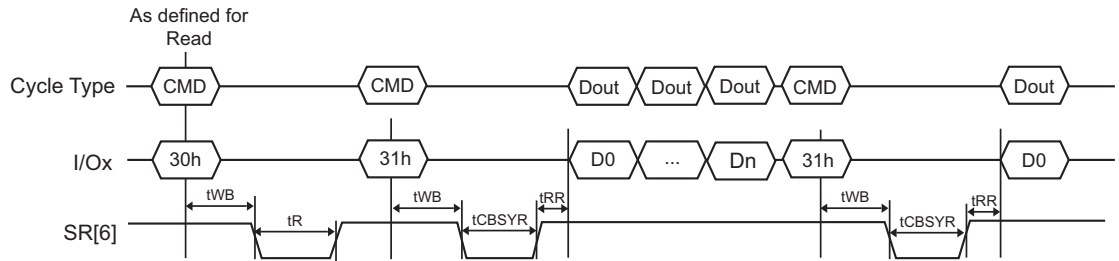 As defined for
Read
Cycle Type CMD CMD Dout Dout Dout CMD Dout
I/Ox 30h 31h D0 ... Dn 31h D0
tWB tR tWB tCBSYR tRR tWB tCBSYR tRR
SR[6]